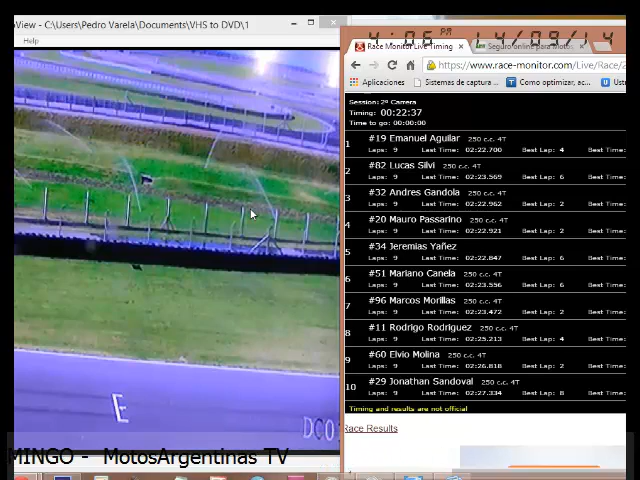 View - C:\Users\Pedro Varela\Documents\VHS to DVD\1
Help
4:06 PM 14/09/14
Race Monitor Live Timing
Seguro online para motos
https://www.race-monitor.com/Live/Race/
Aplicaciones
Sistemas de captura ...
Como optimizar, ac...
Session: 2º Carrera
Timing: 00:22:37
Time to go: 00:00:00
1 #19 Emanuel Aguilar 250 c.c. 4T
Laps: 9 Last Time: 02:22.700 Best Lap: 4 Best Time:
2 #82 Lucas Silvi 250 c.c. 4T
Laps: 9 Last Time: 02:23.569 Best Lap: 6 Best Time:
3 #32 Andres Gandola 250 c.c. 4T
Laps: 9 Last Time: 02:22.962 Best Lap: 2 Best Time:
4 #20 Mauro Passarino 250 c.c. 4T
Laps: 9 Last Time: 02:22.921 Best Lap: 2 Best Time:
5 #34 Jeremias Yañez
Laps: 9 Last Time: 02:22.847 Best Lap: 6 Best Time:
6 #51 Mariano Canela 250 c.c. 4T
Laps: 9 Last Time: 02:23.556 Best Lap: 6 Best Time:
7 #96 Marcos Morillas 250 c.c. 4T
Laps: 9 Last Time: 02:23.472 Best Lap: 2 Best Time:
8 #11 Rodrigo Rodriguez 250 c.c. 4T
Laps: 9 Last Time: 02:25.213 Best Lap: 4 Best Time:
9 #60 Elvio Molina 250 c.c. 4T
Laps: 9 Last Time: 02:26.818 Best Lap: 2 Best Time:
10 #29 Jonathan Sandoval 250 c.c. 4T
Laps: 9 Last Time: 02:27.334 Best Lap: 8 Best Time:
Timing and results are not official
Race Results
E
DC0
MINGO - MotosArgentinas TV